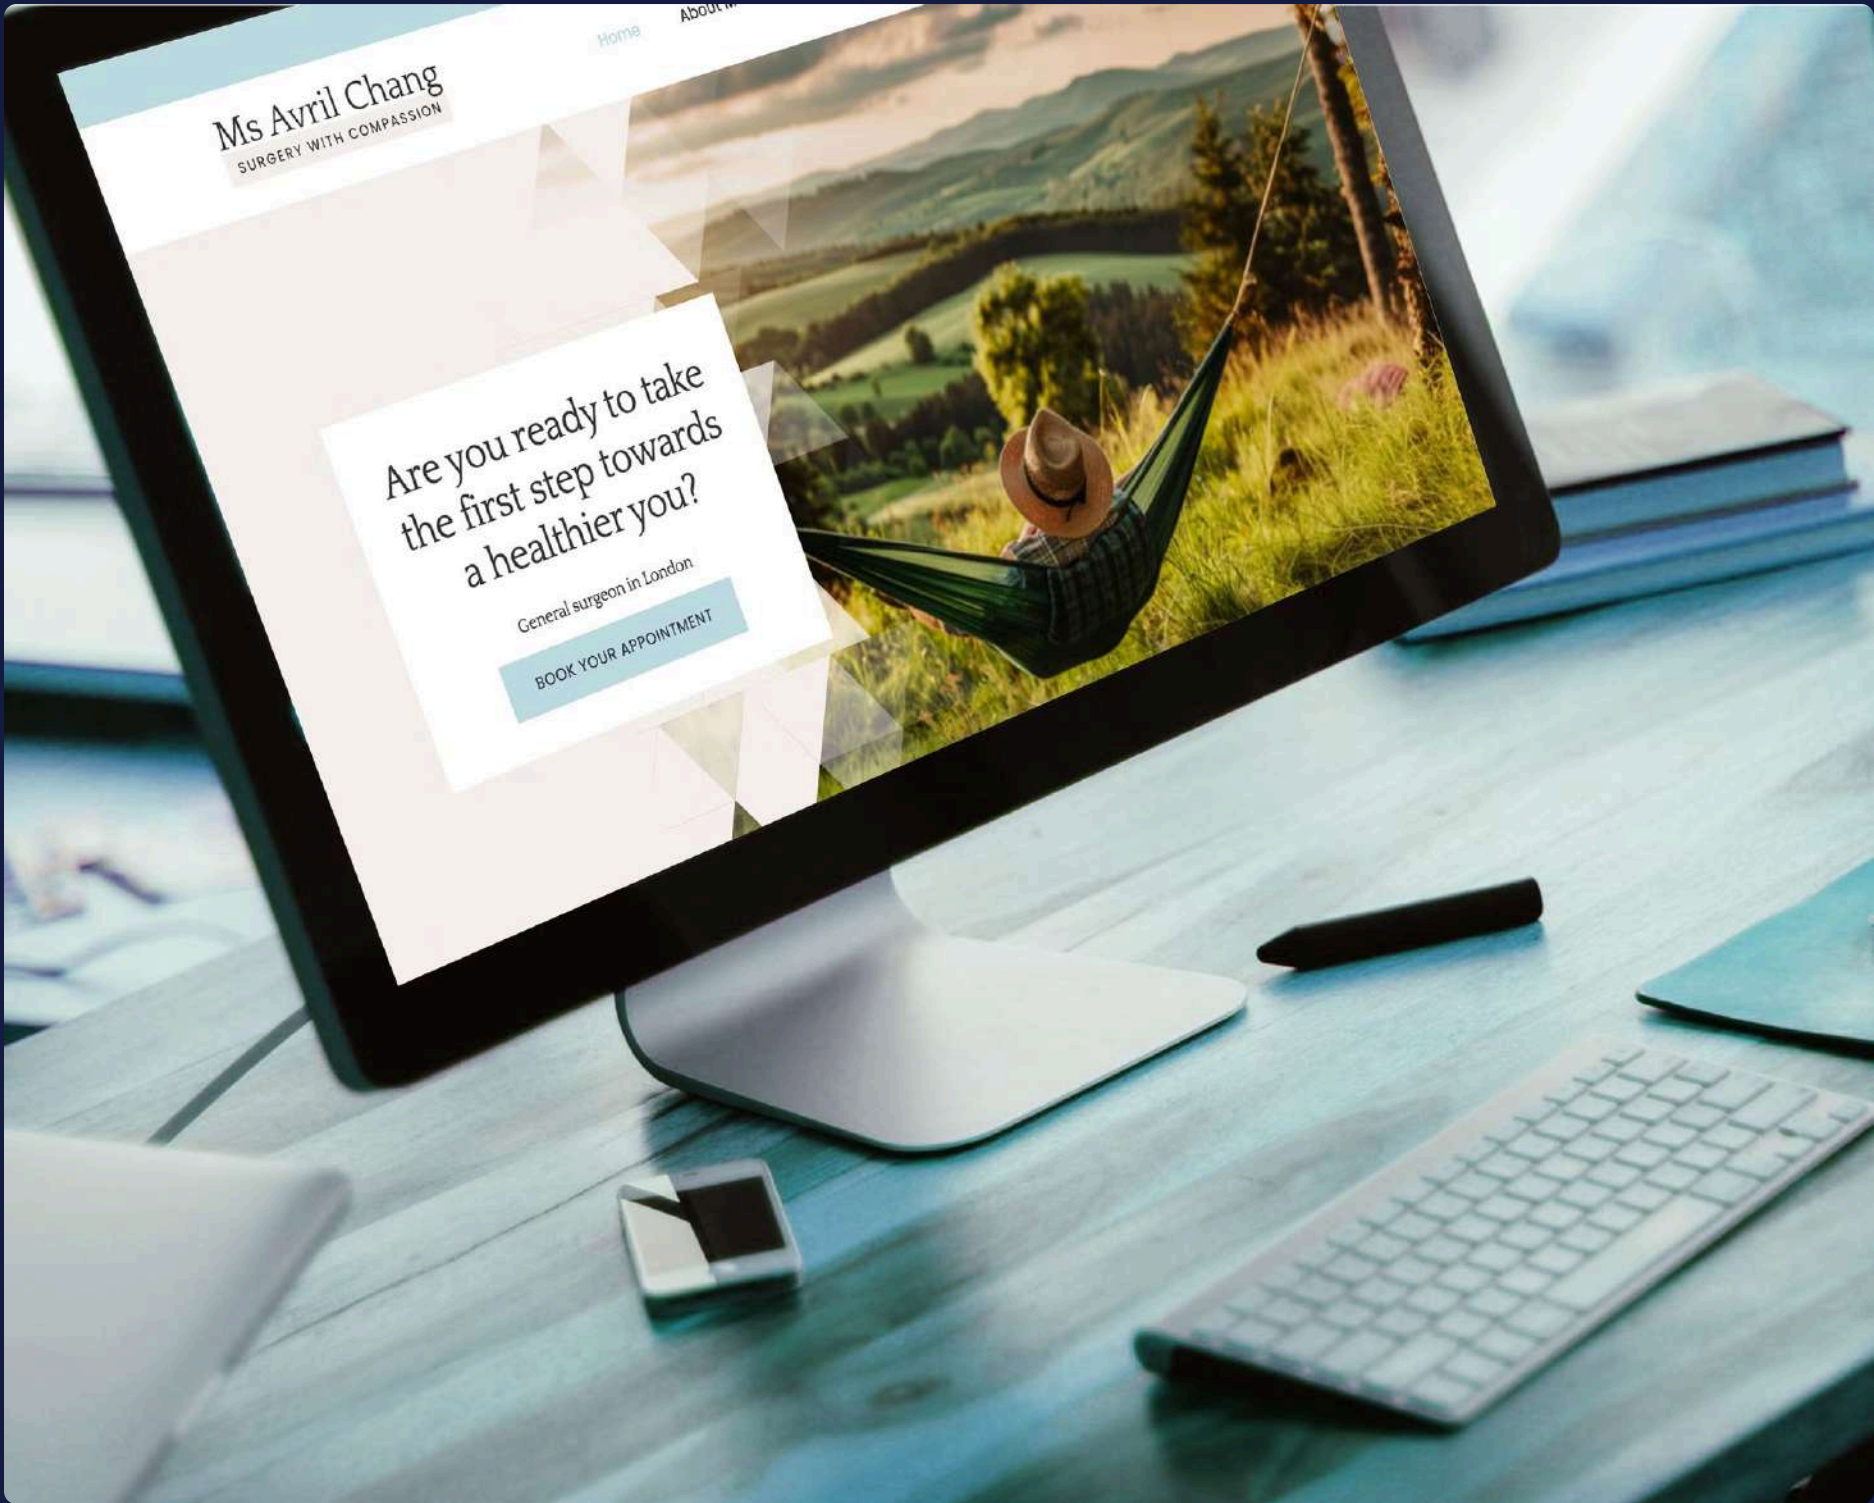 Home
Ms Avril Chang
SURGERY WITH COMPASSION
Are you ready to take
the first step towards
a healthier you?
General surgeon in London
BOOK YOUR APPOINTMENT